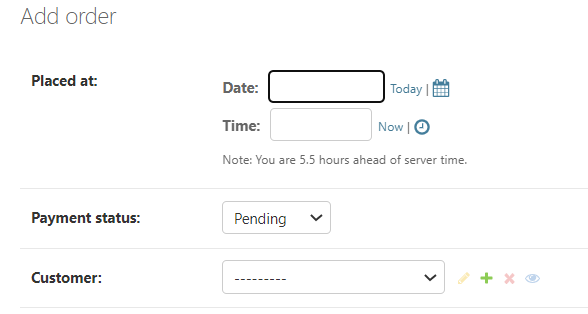 Add order
Placed at:
Date: Today |
Time: Now |
Note: You are 5.5 hours ahead of server time.
Payment status: Pending
Customer: ---------